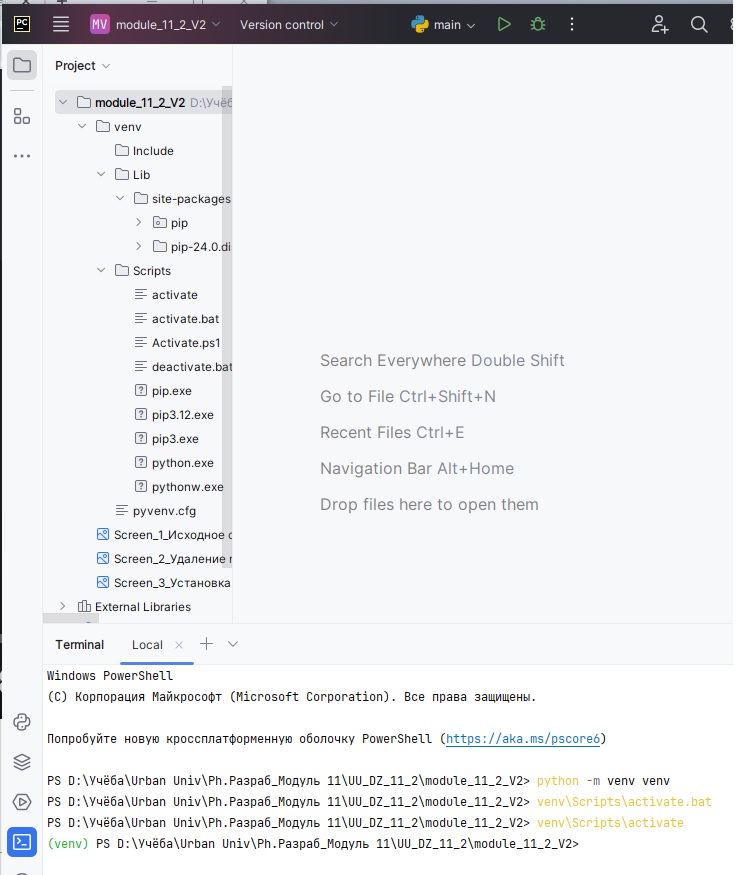 PC
MV module_11_2_V2 Version control main
Project
module_11_2_V2 D:\Учёб
venv
Include
Lib
site-packages
pip
pip-24.0.di
Scripts
activate
activate.bat
Activate.ps1
deactivate.bat
pip.exe
pip3.12.exe
pip3.exe
python.exe
pythonw.exe
pyvenv.cfg
Screen_1_Исходное с
Screen_2_Удаление
Screen_3_Установка
External Libraries
Search Everywhere Double Shift
Go to File Ctrl+Shift+N
Recent Files Ctrl+E
Navigation Bar Alt+Home
Drop files here to open them
Terminal Local
Windows PowerShell
(C) Корпорация Майкрософт (Microsoft Corporation). Все права защищены.
Попробуйте новую кроссплатформенную оболочку PowerShell (https://aka.ms/pscore6)
PS D:\Учёба\Urban Univ\Ph.Разраб_Модуль 11\UU_DZ_11_2\module_11_2_V2> python -m venv venv
PS D:\Учёба\Urban Univ\Ph.Разраб_Модуль 11\UU_DZ_11_2\module_11_2_V2> venv\Scripts\activate.bat
PS D:\Учёба\Urban Univ\Ph.Разраб_Модуль 11\UU_DZ_11_2\module_11_2_V2> venv\Scripts\activate
(venv) PS D:\Учёба\Urban Univ\Ph.Разраб_Модуль 11\UU_DZ_11_2\module_11_2_V2>